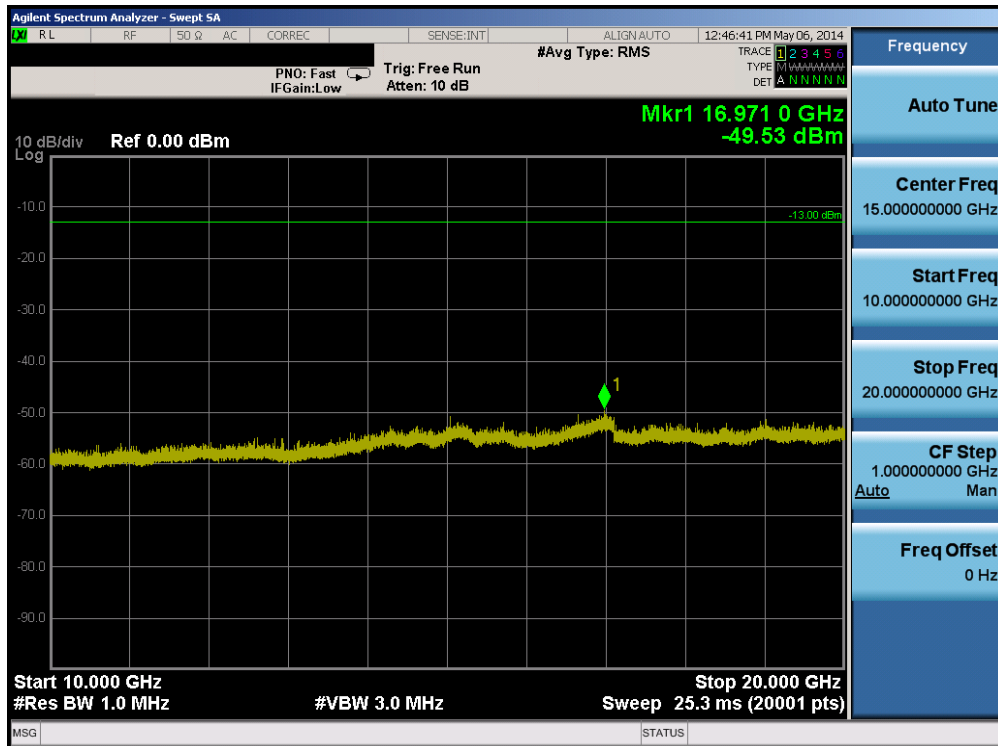 Agilent Spectrum Analyzer - Swept SA
LXI RL RF 50 Ω AC CORREC SENSE:INT ALIGN AUTO 12:46:41 PM May 06, 2014
#Avg Type: RMS
TRACE 1 2 3 4 5 6
TYPE M W W W W W
DET A N N N N N
PNO: Fast
IFGain:Low
Trig: Free Run
Atten: 10 dB
Mkr1 16.971 0 GHz
-49.53 dBm
10 dB/div
Log
Ref 0.00 dBm
-10.0
-13.00 dBm
-20.0
-30.0
-40.0
1
-50.0
-60.0
-70.0
-80.0
-90.0
Start 10.000 GHz
Stop 20.000 GHz
#Res BW 1.0 MHz
#VBW 3.0 MHz
Sweep 25.3 ms (20001 pts)
MSG
STATUS
Frequency
Auto Tune
Center Freq
15.000000000 GHz
Start Freq
10.000000000 GHz
Stop Freq
20.000000000 GHz
CF Step
1.000000000 GHz
Auto Man
Freq Offset
0 Hz